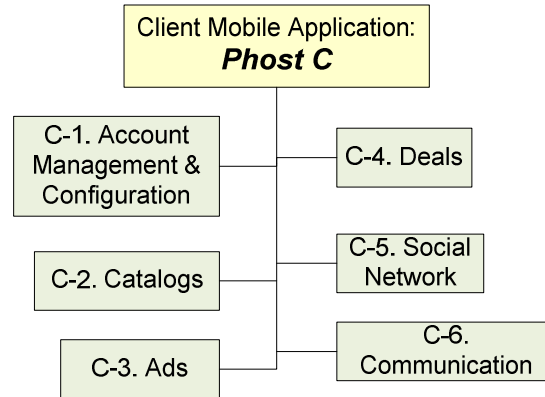 Client Mobile Application:
Phost C
C-1. Account
Management &
Configuration
C-2. Catalogs
C-3. Ads
C-4. Deals
C-5. Social
Network
C-6.
Communication